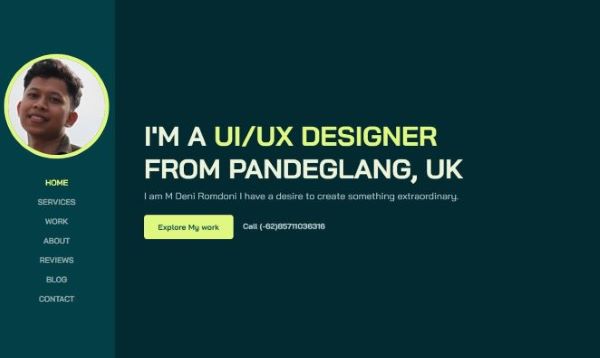 HOME
SERVICES
WORK
ABOUT
REVIEWS
BLOG
CONTACT
I'M A UI/UX DESIGNER
FROM PANDEGLANG, UK
I am M Deni Romdoni I have a desire to create something extraordinary.
Explore My work
Call (-62)85711036316